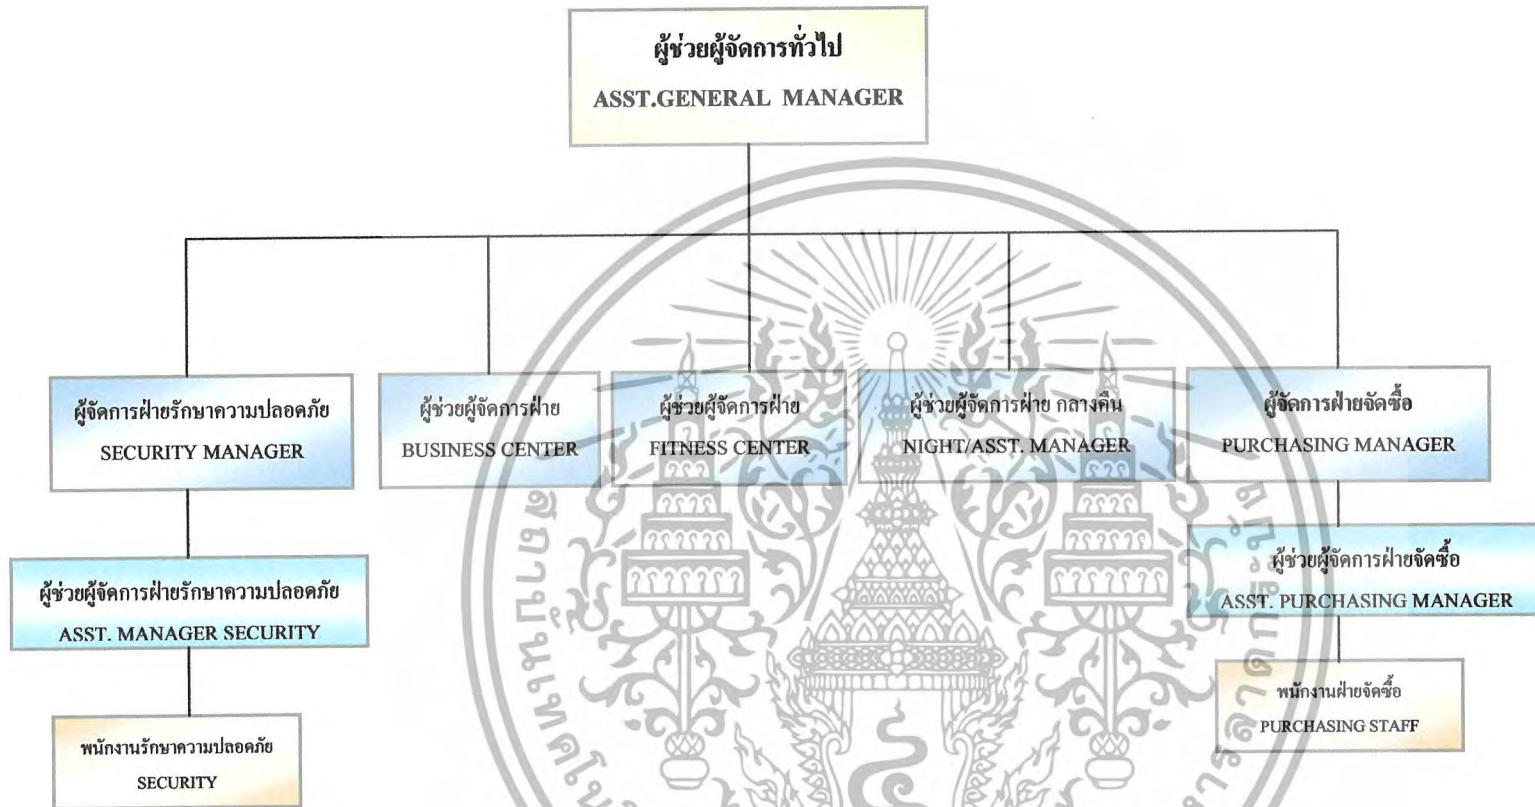 ผู้ช่วยผู้จัดการทั่วไป
ASST.GENERAL MANAGER
ผู้จัดการฝ่ายรักษาความปลอดภัย
SECURITY MANAGER
ผู้ช่วยผู้จัดการฝ่าย
BUSINESS CENTER
ผู้ช่วยผู้จัดการฝ่าย
FITNESS CENTER
ผู้ช่วยผู้จัดการฝ่าย กลางคืน
NIGHT/ASST. MANAGER
ผู้จัดการฝ่ายจัดซื้อ
PURCHASING MANAGER
ผู้ช่วยผู้จัดการฝ่ายรักษาความปลอดภัย
ASST. MANAGER SECURITY
ผู้ช่วยผู้จัดการฝ่ายจัดซื้อ
ASST. PURCHASING MANAGER
พนักงานรักษาความปลอดภัย
SECURITY
พนักงานฝ่ายจัดซื้อ
PURCHASING STAFF
สถาบันเทคโน